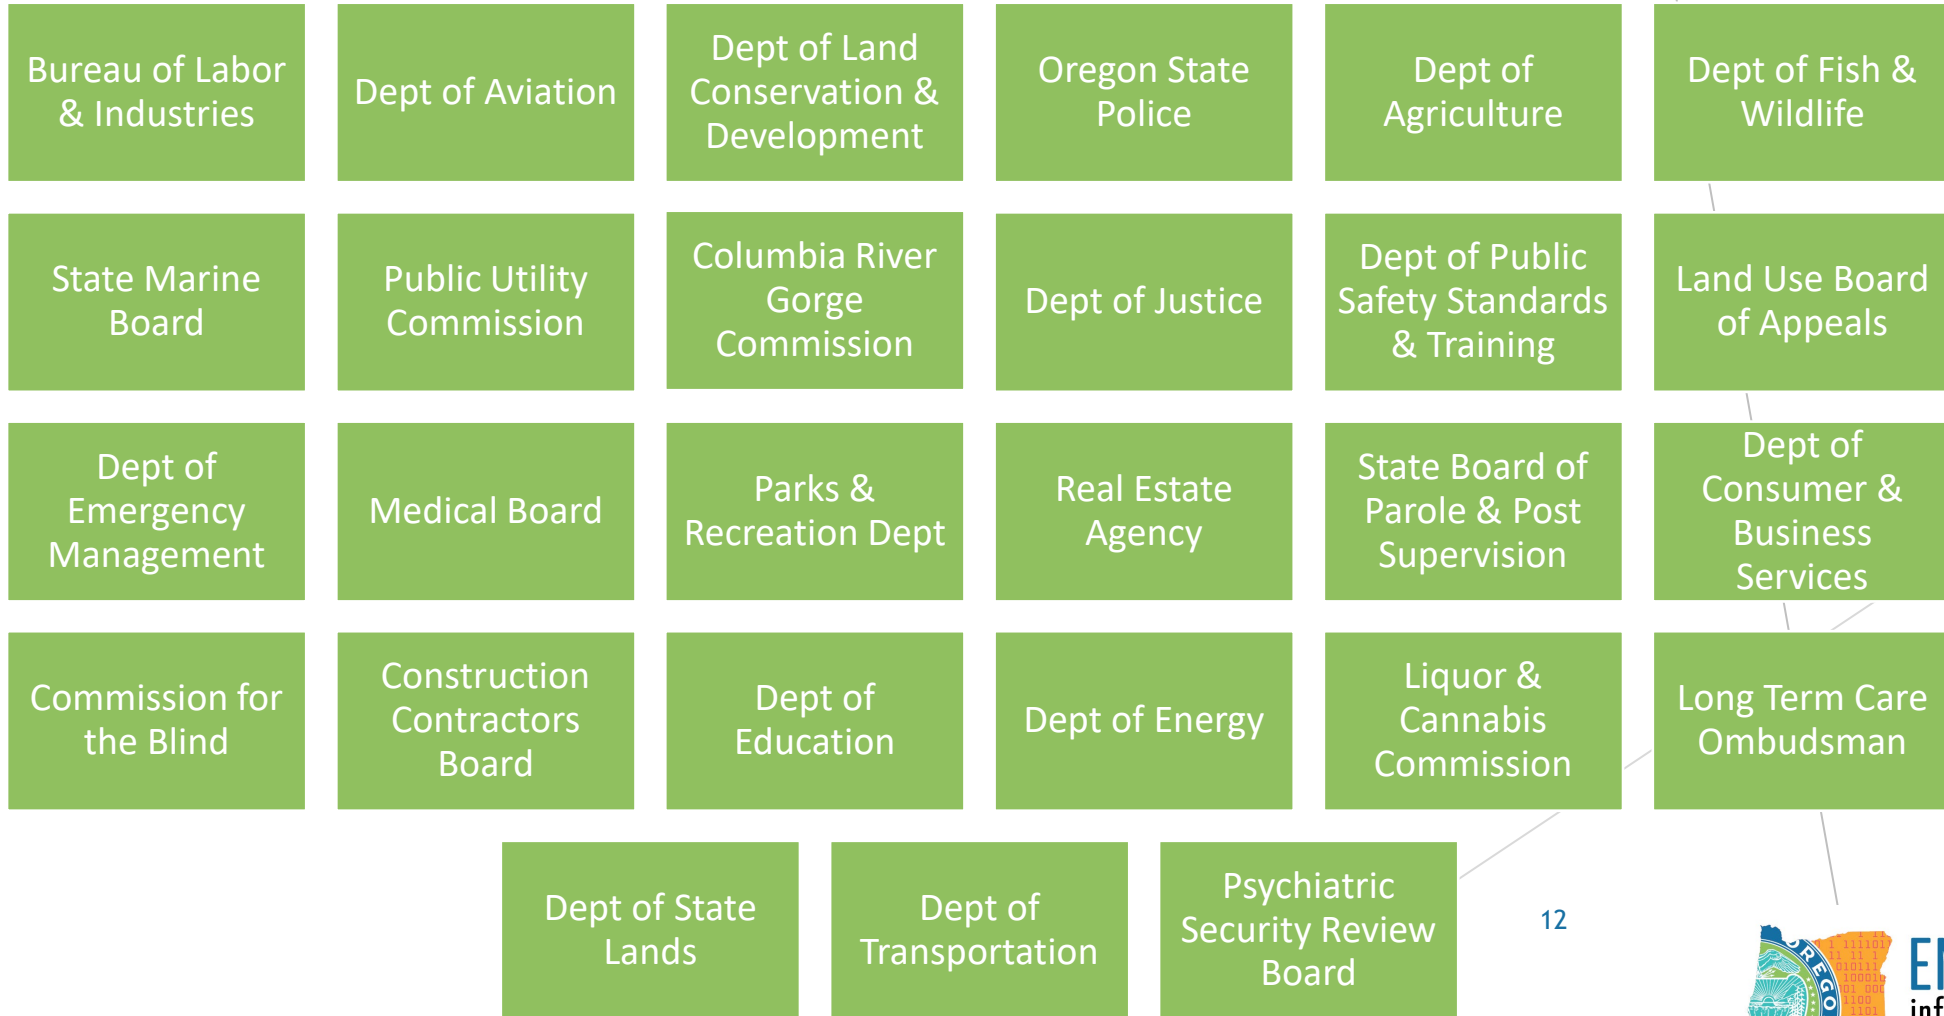 Bureau of Labor
& Industries
Dept of Aviation
Dept of Land
Conservation &
Development
Oregon State
Police
Dept of
Agriculture
Dept of Fish &
Wildlife
State Marine
Board
Public Utility
Commission
Columbia River
Gorge
Commission
Dept of Justice
Dept of Public
Safety Standards
& Training
Land Use Board
of Appeals
Dept of
Emergency
Management
Medical Board
Parks &
Recreation Dept
Real Estate
Agency
State Board of
Parole & Post
Supervision
Dept of
Consumer &
Business
Services
Commission for
the Blind
Construction
Contractors
Board
Dept of
Education
Dept of Energy
Liquor &
Cannabis
Commission
Long Term Care
Ombudsman
Dept of State
Lands
Dept of
Transportation
Psychiatric
Security Review
Board
12